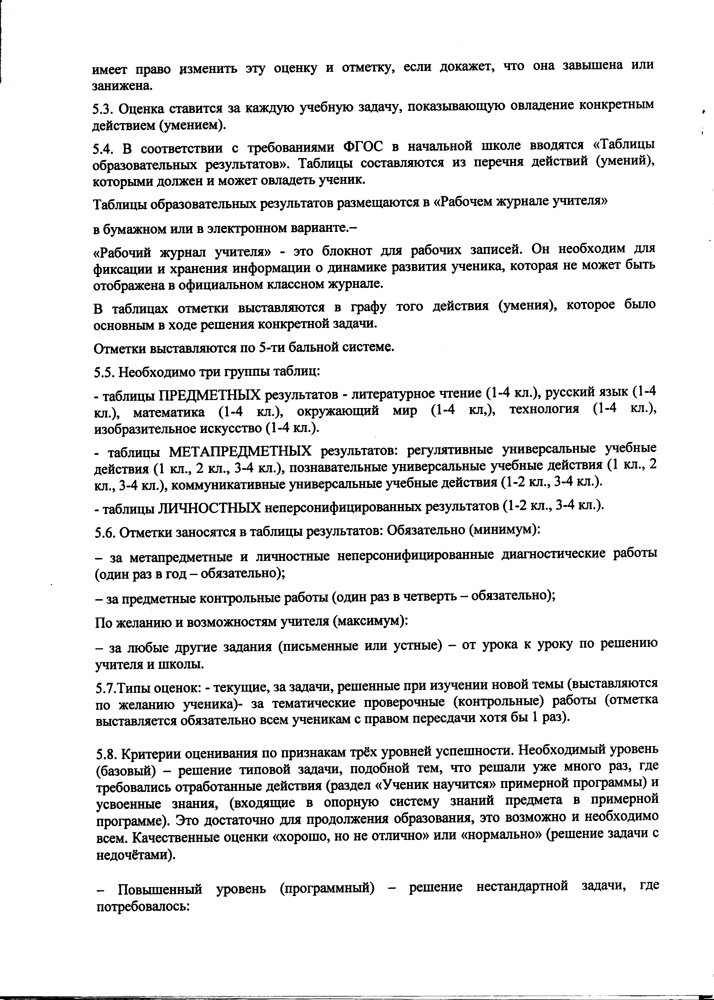 имеет право изменить эту оценку и отметку, если докажет, что она завышена или
занижена.
5.3. Оценка ставится за каждую учебную задачу, показывающую овладение конкретным
действием (умением).
5.4. В соответствии с требованиями ФГОС в начальной школе вводятся «Таблицы
образовательных результатов». Таблицы составляются из перечня действий (умений),
которыми должен и может овладеть ученик.
Таблицы образовательных результатов размещаются в «Рабочем журнале учителя»
в бумажном или в электронном варианте.–
«Рабочий журнал учителя» - это блокнот для рабочих записей. Он необходим для
фиксации и хранения информации о динамике развития ученика, которая не может быть
отображена в официальном классном журнале.
В таблицах отметки выставляются в графу того действия (умения), которое было
основным в ходе решения конкретной задачи.
Отметки выставляются по 5-ти бальной системе.
5.5. Необходимо три группы таблиц:
- таблицы ПРЕДМЕТНЫХ результатов - литературное чтение (1-4 кл.), русский язык (1-4
кл.), математика (1-4 кл.), окружающий мир (1-4 кл,), технология (1-4 кл.),
изобразительное искусство (1-4 кл.).
- таблицы МЕТАПРЕДМЕТНЫХ результатов: регулятивные универсальные учебные
действия (1 кл., 2 кл., 3-4 кл.), познавательные универсальные учебные действия (1 кл., 2
кл., 3-4 кл.), коммуникативные универсальные учебные действия (1-2 кл., 3-4 кл.).
- таблицы ЛИЧНОСТНЫХ неперсонифицированных результатов (1-2 кл., 3-4 кл.).
5.6. Отметки заносятся в таблицы результатов: Обязательно (минимум):
– за метапредметные и личностные неперсонифицированные диагностические работы
(один раз в год – обязательно);
– за предметные контрольные работы (один раз в четверть – обязательно);
По желанию и возможностям учителя (максимум):
– за любые другие задания (письменные или устные) – от урока к уроку по решению
учителя и школы.
5.7.Типы оценок: - текущие, за задачи, решенные при изучении новой темы (выставляются
по желанию ученика)- за тематические проверочные (контрольные) работы (отметка
выставляется обязательно всем ученикам с правом пересдачи хотя бы 1 раз).
5.8. Критерии оценивания по признакам трёх уровней успешности. Необходимый уровень
(базовый) – решение типовой задачи, подобной тем, что решали уже много раз, где
требовались отработанные действия (раздел «Ученик научится» примерной программы) и
усвоенные знания, (входящие в опорную систему знаний предмета в примерной
программе). Это достаточно для продолжения образования, это возможно и необходимо
всем. Качественные оценки «хорошо, но не отлично» или «нормально» (решение задачи с
недочётами).
– Повышенный уровень (программный) – решение нестандартной задачи, где
потребовалось: